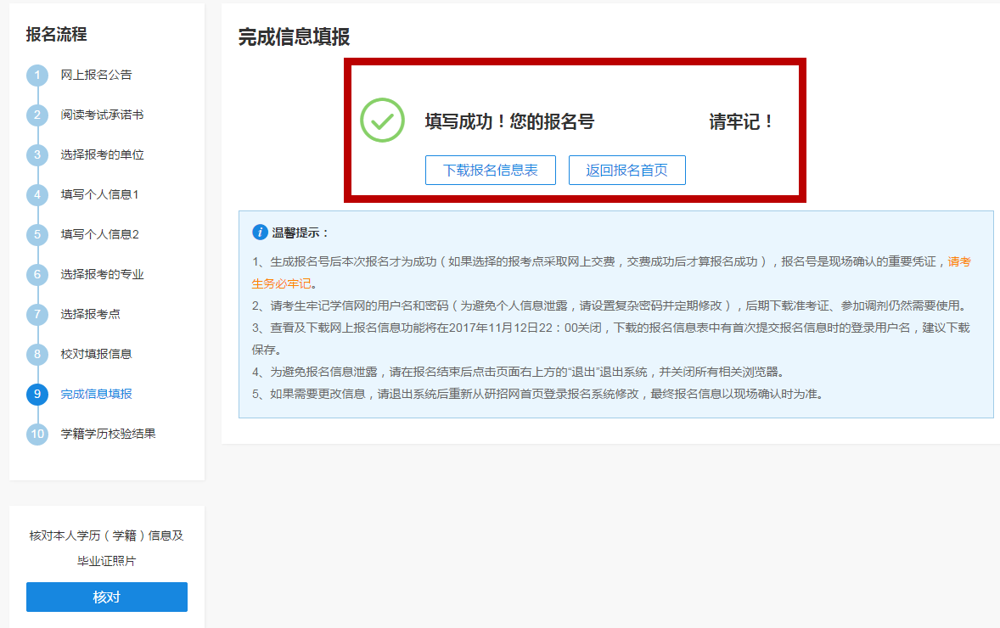 报名流程
1 网上报名公告
2 阅读考试承诺书
3 选择报考的单位
4 填写个人信息1
5 填写个人信息2
6 选择报考的专业
7 选择报考点
8 校对填报信息
9 完成信息填报
10 学籍学历校验结果
核对本人学历（学籍）信息及
毕业证照片
核对
完成信息填报
填写成功！您的报名号 请牢记！
下载报名信息表 返回报名首页
i 温馨提示：
1、生成报名号后本次报名才为成功（如果选择的报考点采取网上交费，交费成功后才算报名成功），报名号是现场确认的重要凭证，请考
生务必牢记。
2、请考生牢记学信网的用户名和密码（为避免个人信息泄露，请设置复杂密码并定期修改），后期下载准考证、参加调剂仍然需要使用。
3、查看及下载网上报名信息功能将在2017年11月12日22：00关闭，下载的报名信息表中有首次提交报名信息时的登录用户名，建议下载
保存。
4、为避免报名信息泄露，请在报名结束后点击页面右上方的“退出”退出系统，并关闭所有相关浏览器。
5、如果需要更改信息，请退出系统后重新从研招网首页登录报名系统修改，最终报名信息以现场确认时为准。